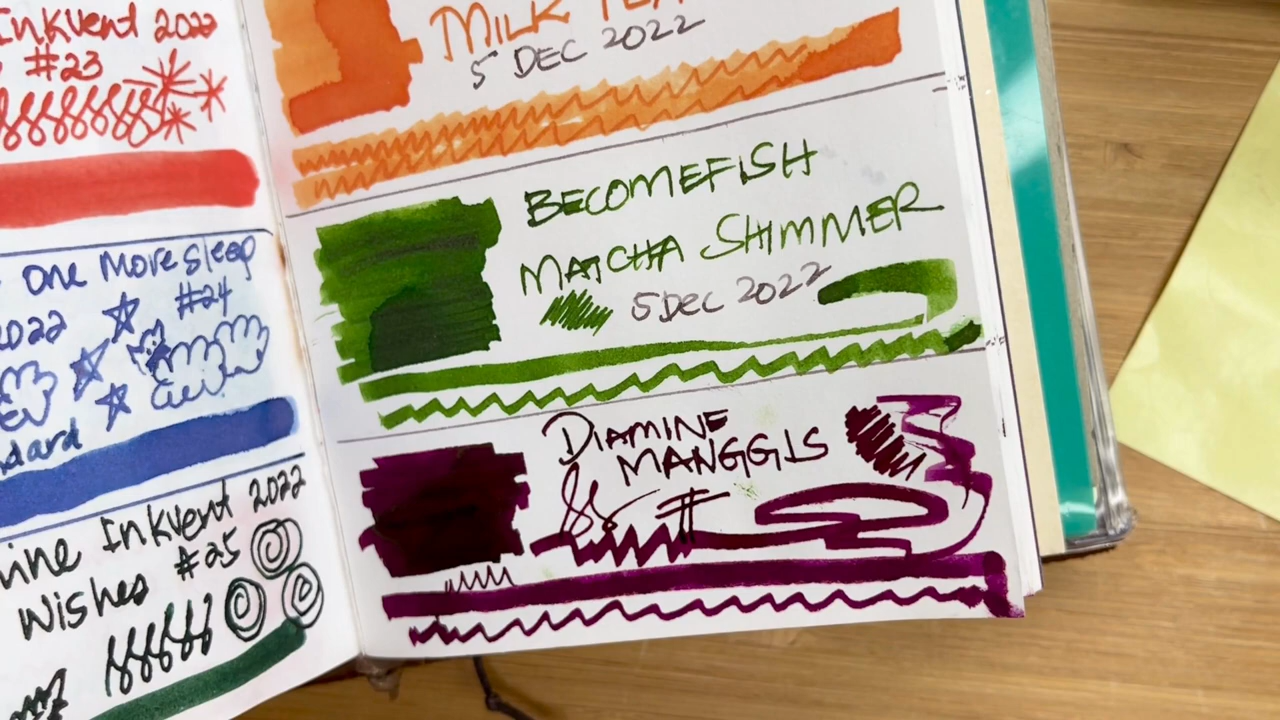 Inkvent 2022
#23
One More Sleep
#24
2022
Inkvent 2022
#25
Wishes
MILK TEA
5 DEC 2022
BECOMEFISH
MATCHA SHIMMER
5 DEC 2022
DIAMINE
MANGGIS